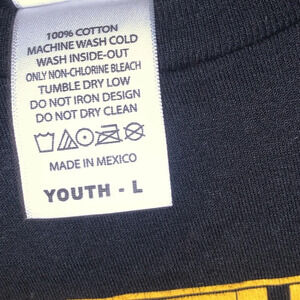 100% COTTON
MACHINE WASH COLD
WASH INSIDE-OUT
ONLY NON-CHLORINE BLEACH
TUMBLE DRY LOW
DO NOT IRON DESIGN
DO NOT DRY CLEAN
MADE IN MEXICO
YOUTH - L